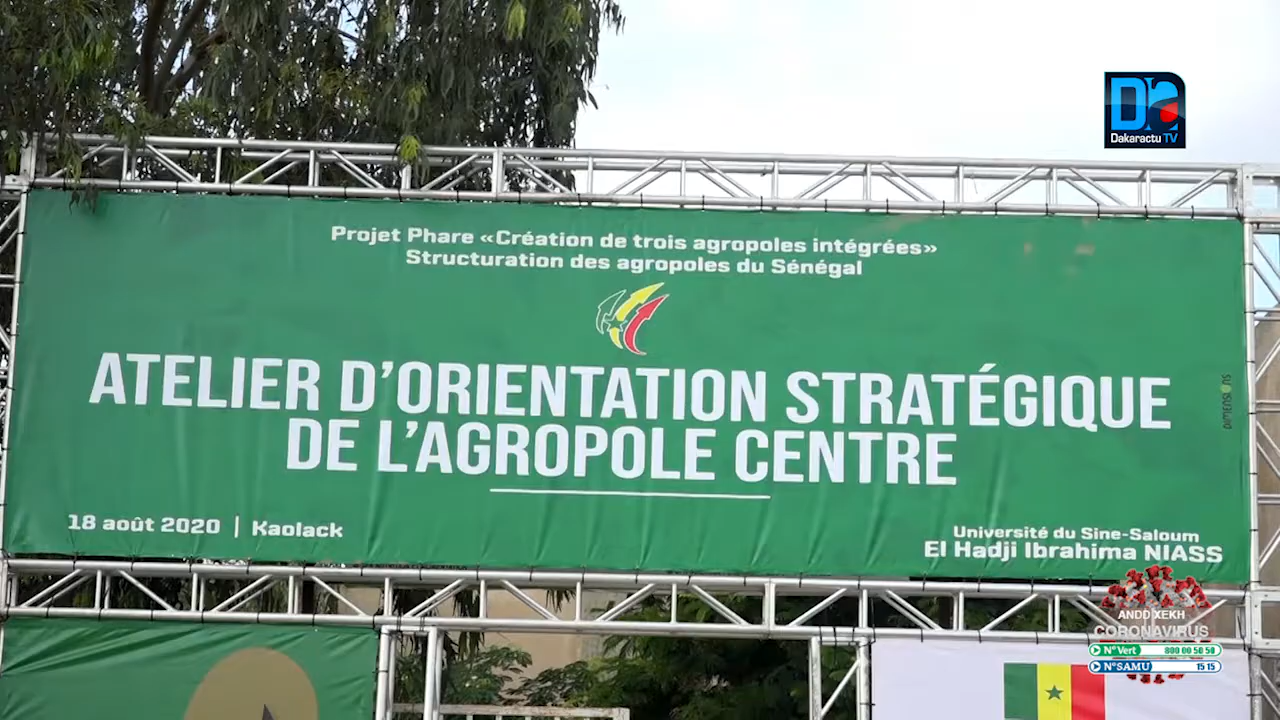 Da
Dakaractu TV
Projet Phare «Création de trois agropoles intégrées»
Structuration des agropoles du Sénégal
ATELIER D'ORIENTATION STRATÉGIQUE
DE L'AGROPOLE CENTRE
DIMENSIONS
18 août 2020 | Kaolack
Université du Sine-Saloum
El Hadji Ibrahima NIASS
ANDD XEKH
CORONAVIRUS
N° Vert 800 00 50 50
N° SAMU 15 15